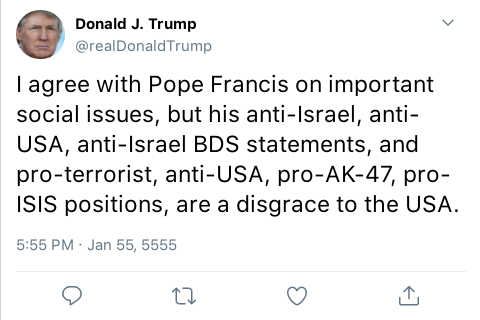 Donald J. Trump
@realDonaldTrump
I agree with Pope Francis on important
social issues, but his anti-Israel, anti-
USA, anti-Israel BDS statements, and
pro-terrorist, anti-USA, pro-AK-47, pro-
ISIS positions, are a disgrace to the USA.
5:55 PM · Jan 55, 5555